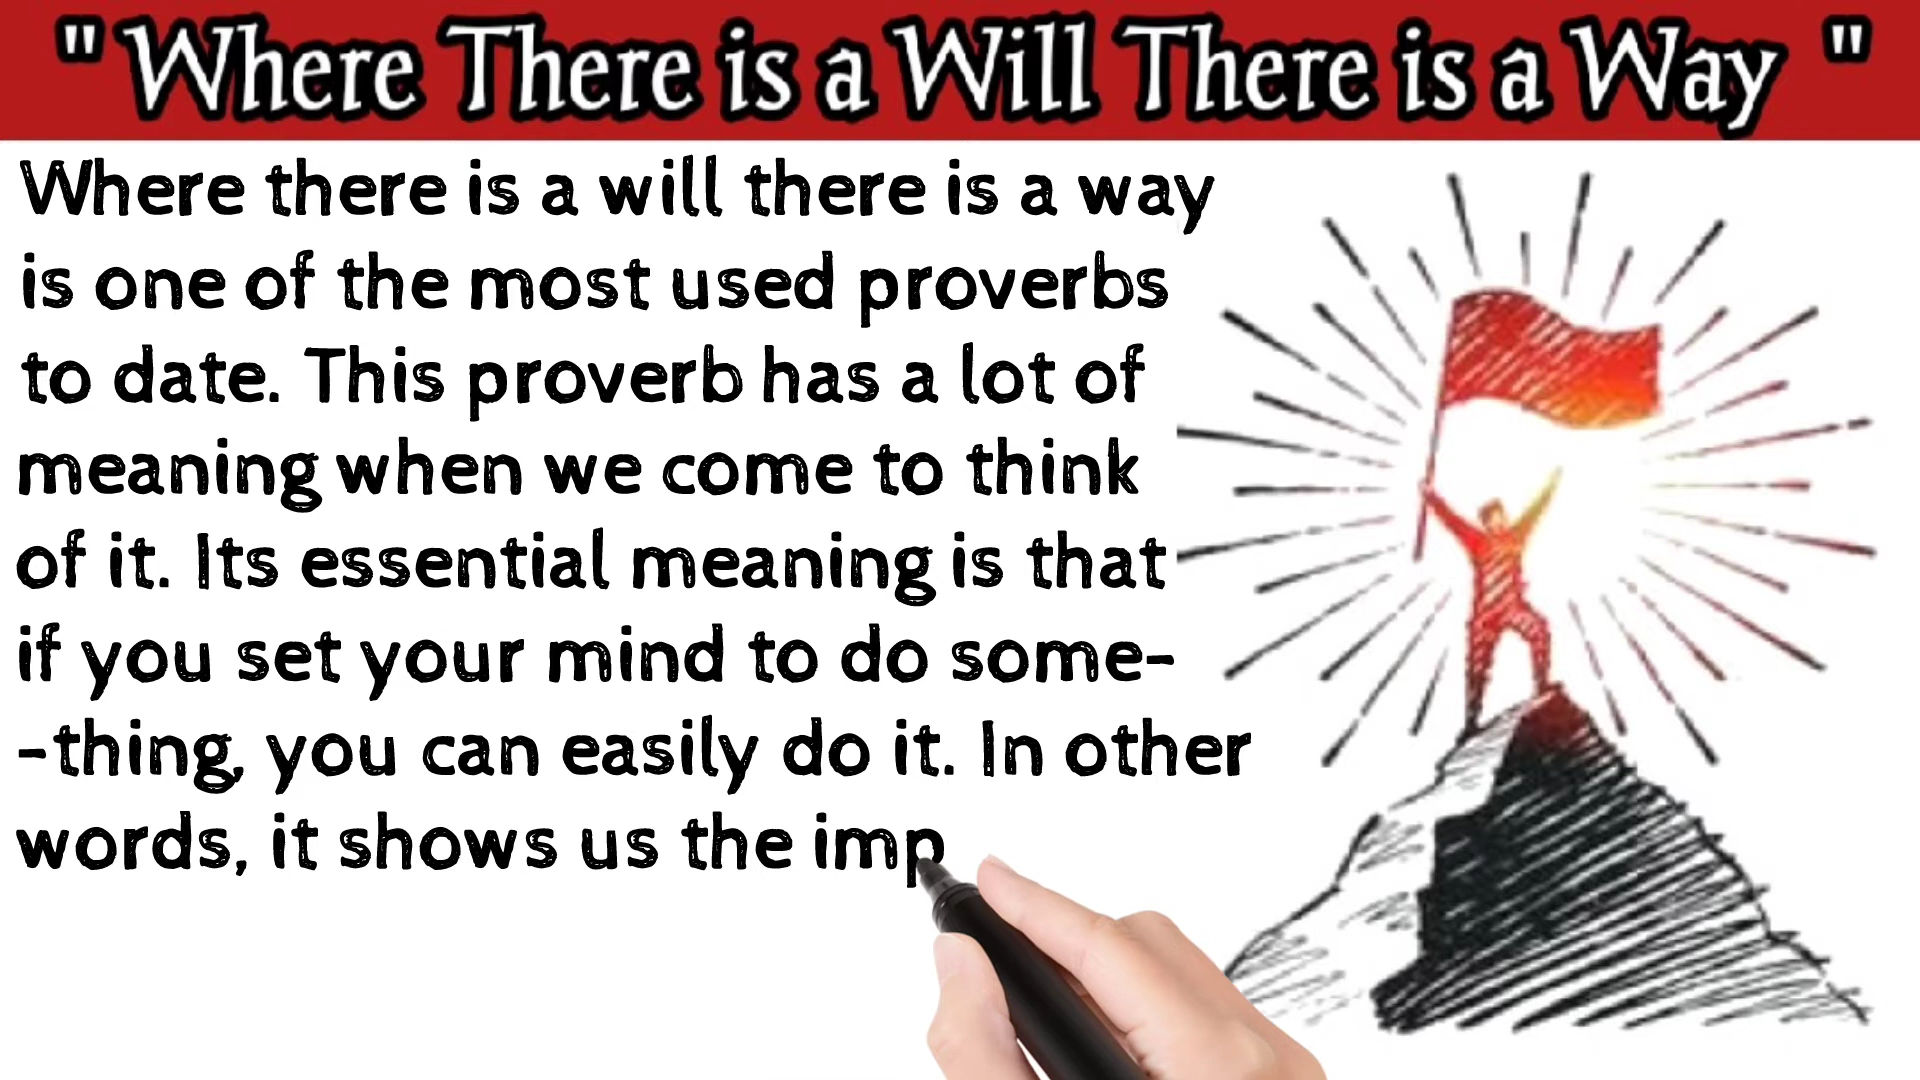 " Where There is a Will There is a Way "
Where there is a will there is a way
is one of the most used proverbs
to date. This proverb has a lot of
meaning when we come to think
of it. Its essential meaning is that
if you set your mind to do some-
-thing, you can easily do it. In other
words, it shows us the imp